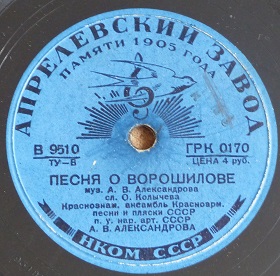 АПРЕЛЕВСКИЙ ЗАВОД
ПАМЯТИ 1905 ГОДА
В 9510 ГРК 0170
ТУ-Б ЦЕНА 4 руб.
ПЕСНЯ О ВОРОШИЛОВЕ
муз. А. В. Александрова
сл. О. Колычева
Краснознам. ансамбль Красноарм.
песни и пляски СССР
п. у. нар. арт. СССР
А. В. АЛЕКСАНДРОВА
НКОМ СССР